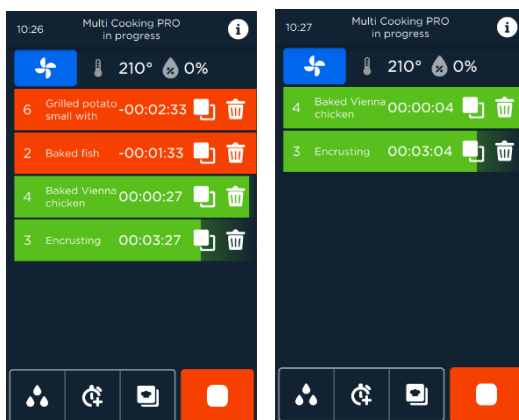 10:26 Multi Cooking PRO
in progress
210° 0%
6 Grilled potato
small with -00:02:33
2 Baked fish -00:01:33
4 Baked Vienna
chicken 00:00:27
3 Encrusting 00:03:27
10:27 Multi Cooking PRO
in progress
210° 0%
4 Baked Vienna
chicken 00:00:04
3 Encrusting 00:03:04